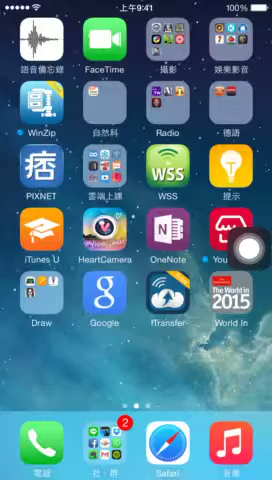 上午9:41
100%
語音備忘錄
FaceTime
攝影
娛樂影音
WinZip
自然科
Radio
德語
痞
WSS
PIXNET
雲端上課
WSS
提示
iTunes U
HeartCamera
OneNote
You
g
The Economist
The World in
2015
Draw
Google
fTransfer
World In
2
電話
社．群
Safari
音樂